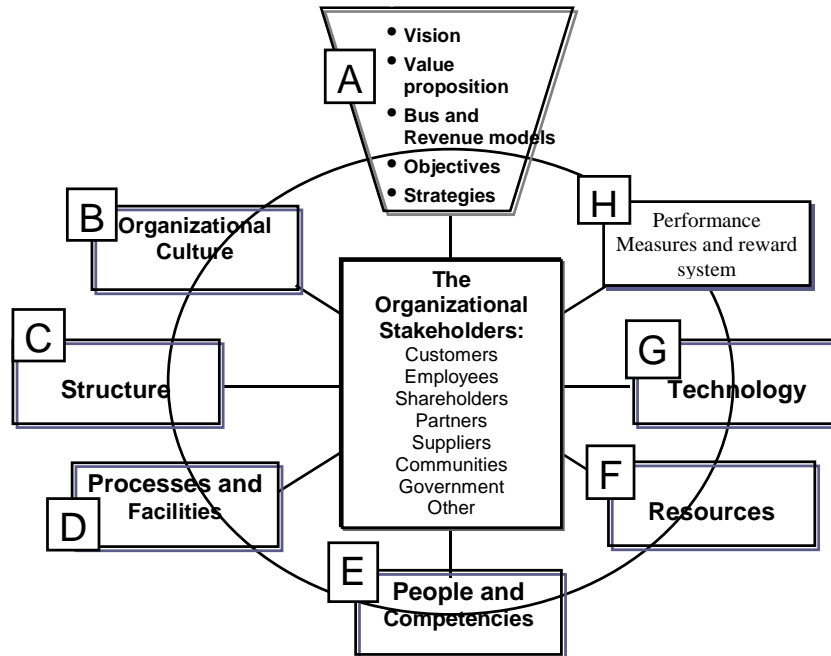 A
• Vision
• Value
proposition
• Bus and
Revenue models
• Objectives
• Strategies
B
Organizational
Culture
H
Performance
Measures and reward
system
The
Organizational
Stakeholders:
Customers
Employees
Shareholders
Partners
Suppliers
Communities
Government
Other
C
Structure
G
Technology
D
Processes and
Facilities
F
Resources
E
People and
Competencies